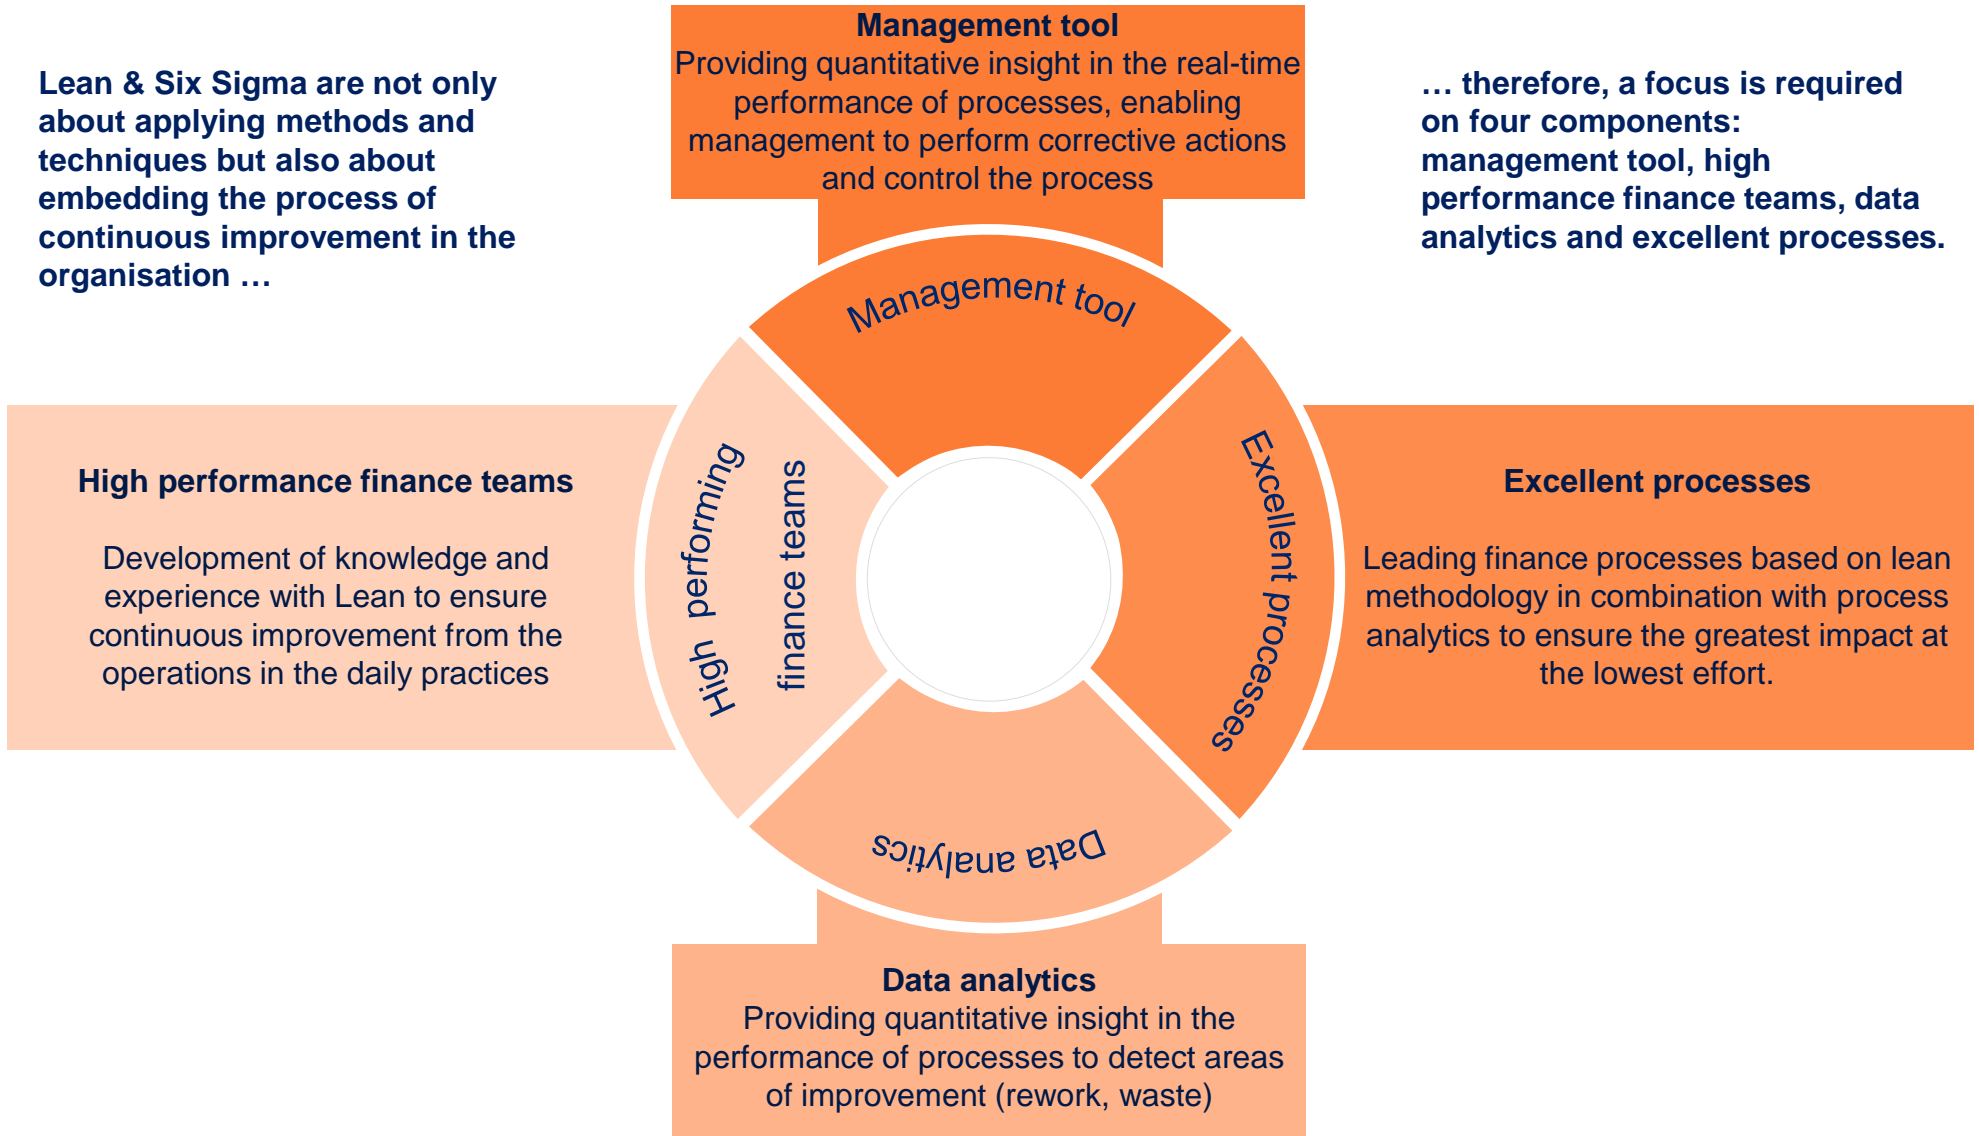 Management tool
Providing quantitative insight in the real-time
performance of processes, enabling
management to perform corrective actions
and control the process
Lean & Six Sigma are not only
about applying methods and
techniques but also about
embedding the process of
continuous improvement in the
organisation …
… therefore, a focus is required
on four components:
management tool, high
performance finance teams, data
analytics and excellent processes.
Management tool
High performing
finance teams
Excellent processes
Data analytics
High performance finance teams
Development of knowledge and
experience with Lean to ensure
continuous improvement from the
operations in the daily practices
Excellent processes
Leading finance processes based on lean
methodology in combination with process
analytics to ensure the greatest impact at
the lowest effort.
Data analytics
Providing quantitative insight in the
performance of processes to detect areas
of improvement (rework, waste)